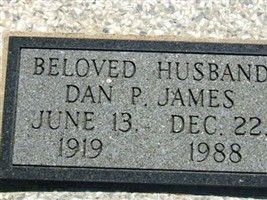 BELOVED HUSBAND
DAN P. JAMES
JUNE 13. DEC. 22.
1919 1988